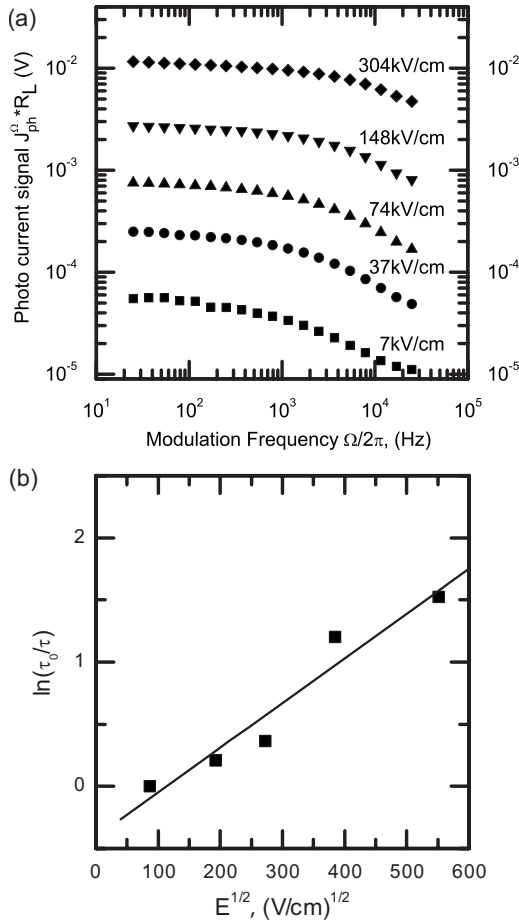 (a)
Photo current signal J_ph^Ω*R_L (V)
304kV/cm
148kV/cm
74kV/cm
37kV/cm
7kV/cm
10^-2
10^-3
10^-4
10^-5
10^-2
10^-3
10^-4
10^-5
10^1 10^2 10^3 10^4 10^5
Modulation Frequency Ω/2π, (Hz)
(b)
ln(τ_0/τ)
2
1
0
0 100 200 300 400 500 600
E^1/2, (V/cm)^1/2